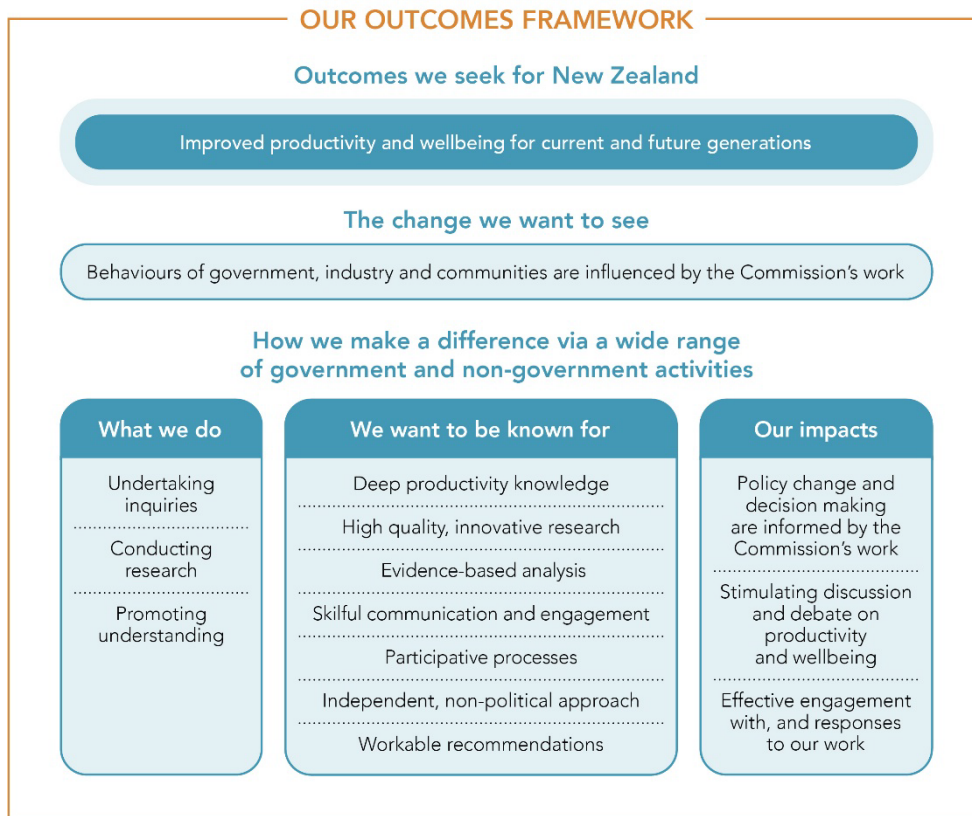 OUR OUTCOMES FRAMEWORK
Outcomes we seek for New Zealand
Improved productivity and wellbeing for current and future generations
The change we want to see
Behaviours of government, industry and communities are influenced by the Commission's work
How we make a difference via a wide range
of government and non-government activities
What we do
Undertaking
inquiries
Conducting
research
Promoting
understanding
We want to be known for
Deep productivity knowledge
High quality, innovative research
Evidence-based analysis
Skilful communication and engagement
Participative processes
Independent, non-political approach
Workable recommendations
Our impacts
Policy change and
decision making
are informed by the
Commission's work
Stimulating discussion
and debate on
productivity
and wellbeing
Effective engagement
with, and responses
to our work